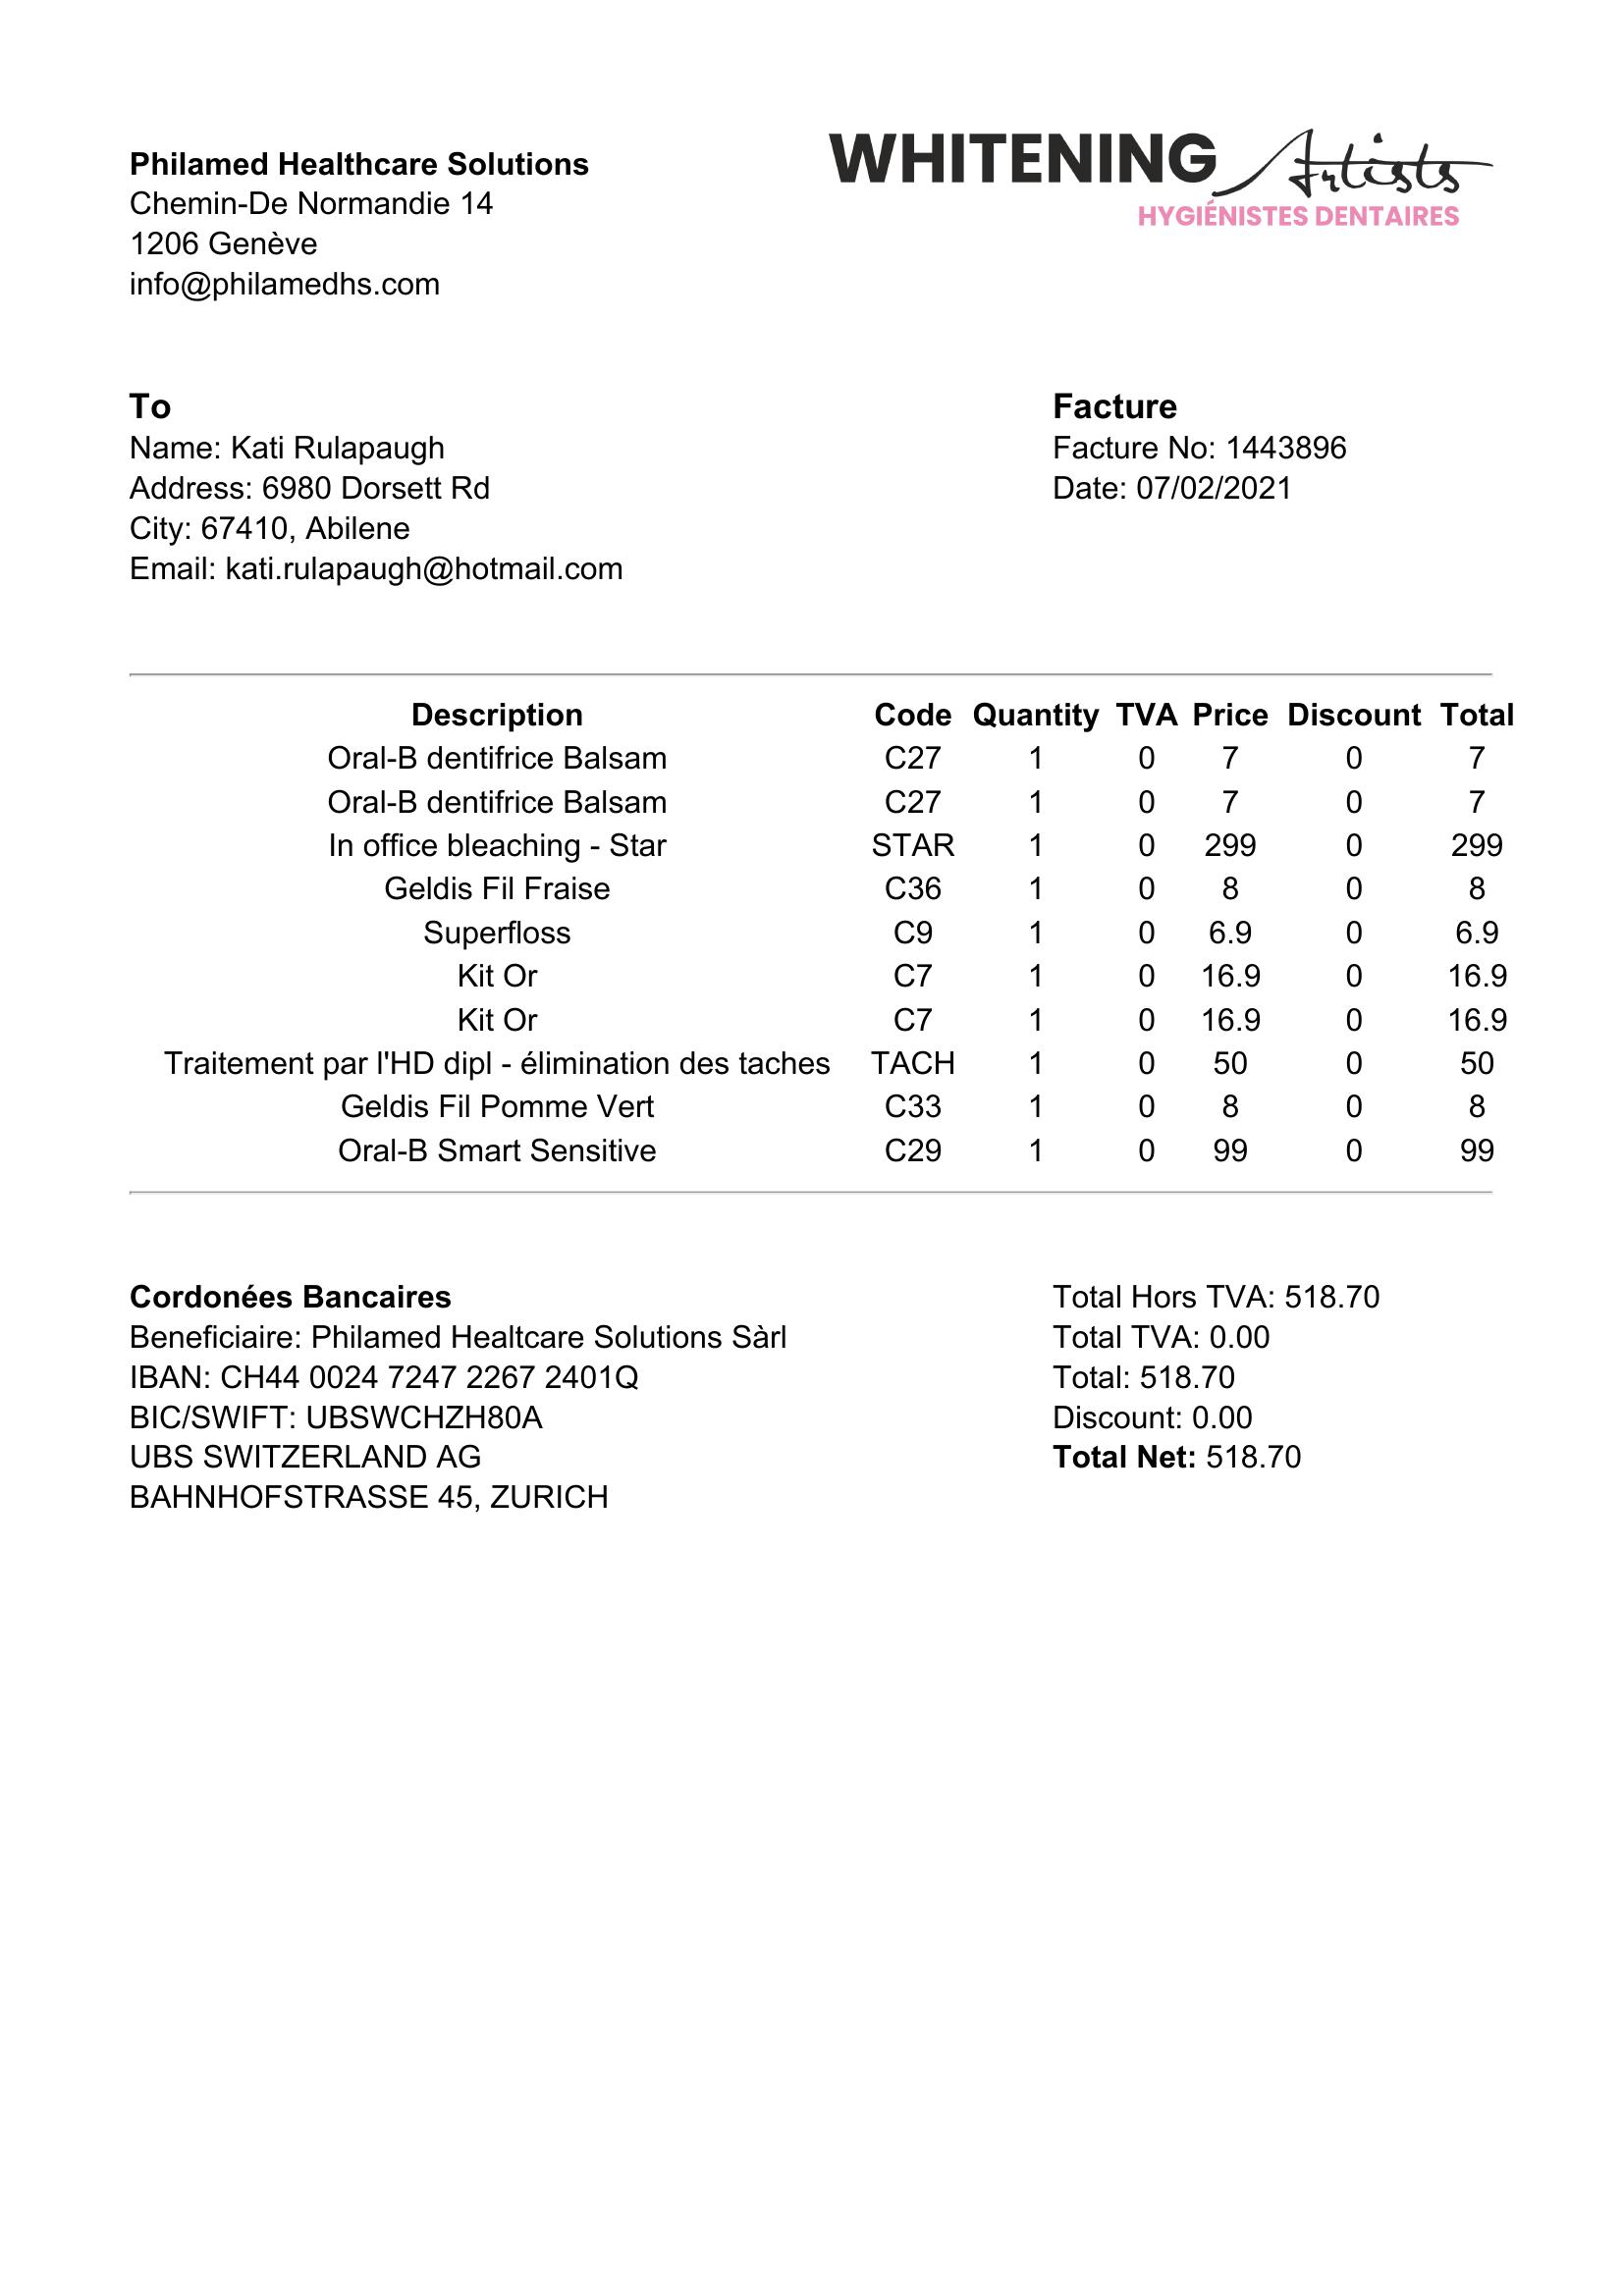 Philamed Healthcare Solutions
Chemin-De Normandie 14
1206 Genève
info@philamedhs.com
WHITENING Artists
HYGIÉNISTES DENTAIRES
To
Name: Kati Rulapaugh
Address: 6980 Dorsett Rd
City: 67410, Abilene
Email: kati.rulapaugh@hotmail.com
Facture
Facture No: 1443896
Date: 07/02/2021
Description Code Quantity TVA Price Discount Total
Oral-B dentifrice Balsam C27 1 0 7 0 7
Oral-B dentifrice Balsam C27 1 0 7 0 7
In office bleaching - Star STAR 1 0 299 0 299
Geldis Fil Fraise C36 1 0 8 0 8
Superfloss C9 1 0 6.9 0 6.9
Kit Or C7 1 0 16.9 0 16.9
Kit Or C7 1 0 16.9 0 16.9
Traitement par l'HD dipl - élimination des taches TACH 1 0 50 0 50
Geldis Fil Pomme Vert C33 1 0 8 0 8
Oral-B Smart Sensitive C29 1 0 99 0 99
Cordonées Bancaires
Beneficiaire: Philamed Healtcare Solutions Sàrl
IBAN: CH44 0024 7247 2267 2401Q
BIC/SWIFT: UBSWCHZH80A
UBS SWITZERLAND AG
BAHNHOFSTRASSE 45, ZURICH
Total Hors TVA: 518.70
Total TVA: 0.00
Total: 518.70
Discount: 0.00
Total Net: 518.70